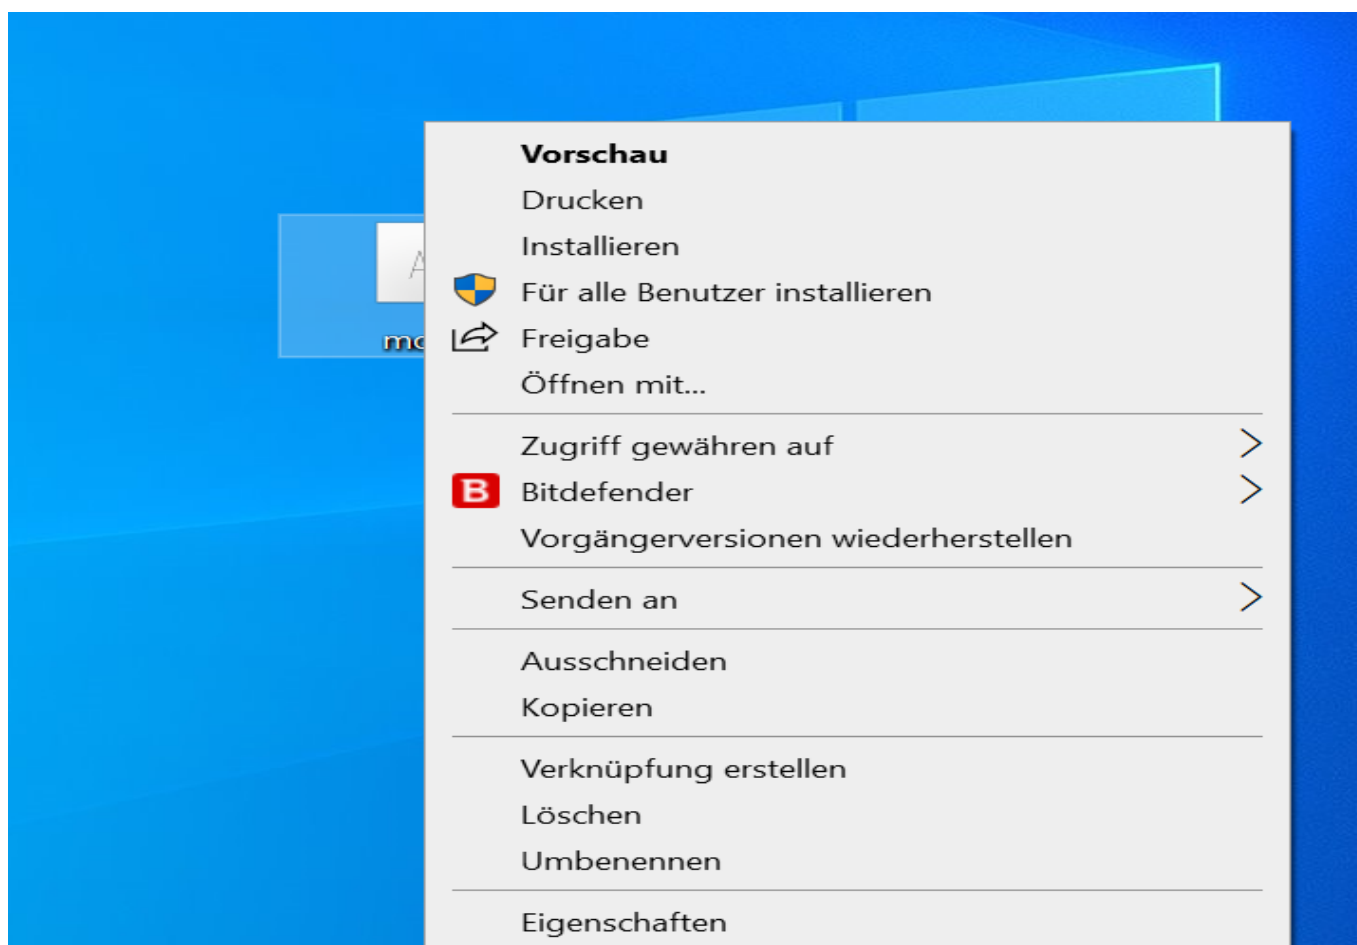 Vorschau
Drucken
Installieren
Für alle Benutzer installieren
Freigabe
Öffnen mit...
Zugriff gewähren auf
B Bitdefender
Vorgängerversionen wiederherstellen
Senden an
Ausschneiden
Kopieren
Verknüpfung erstellen
Löschen
Umbenennen
Eigenschaften